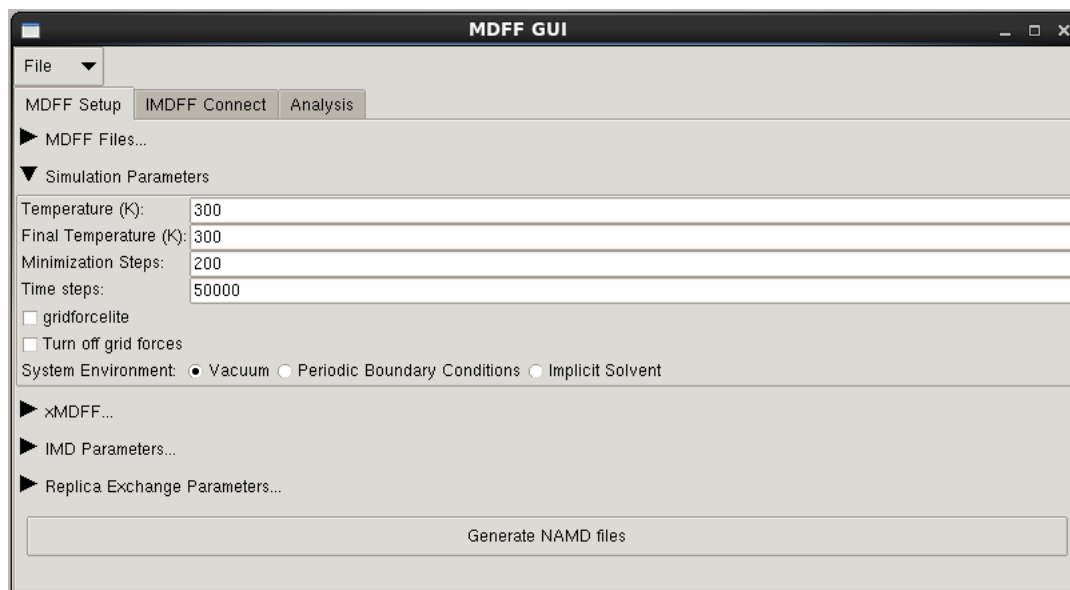 MDFF GUI
File
MDFF Setup IMDFF Connect Analysis
MDFF Files...
Simulation Parameters
Temperature (K): 300
Final Temperature (K): 300
Minimization Steps: 200
Time steps: 50000
gridforcelite
Turn off grid forces
System Environment: Vacuum Periodic Boundary Conditions Implicit Solvent
xMDFF...
IMD Parameters...
Replica Exchange Parameters...
Generate NAMD files